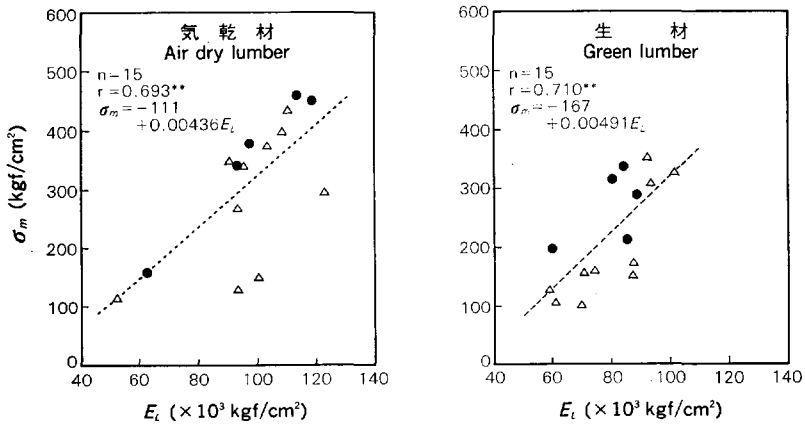 気乾材
Air dry lumber
n=15
r=0.693**
σm=-111
+0.00436EL
σm (kgf/cm²)
600
500
400
300
200
100
0
40
60
80
100
120
140
EL (×10³ kgf/cm²)
生材
Green lumber
n=15
r=0.710**
σm=-167
+0.00491EL
600
500
400
300
200
100
0
40
60
80
100
120
140
EL (×10³ kgf/cm²)